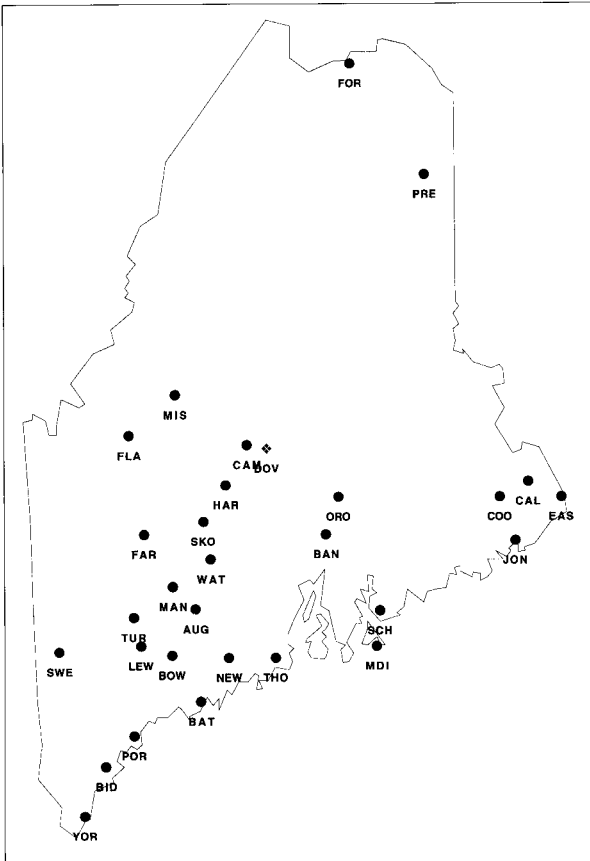 FOR
PRE
MIS
FLA
CAM
DOV
HAR
CAL
ORO
COO
EAS
SKO
FAR
BAN
JON
WAT
MAN
AUG
SCH
TUR
LEW
BOW
NEW
THO
MDI
SWE
BAT
POR
BID
YOR